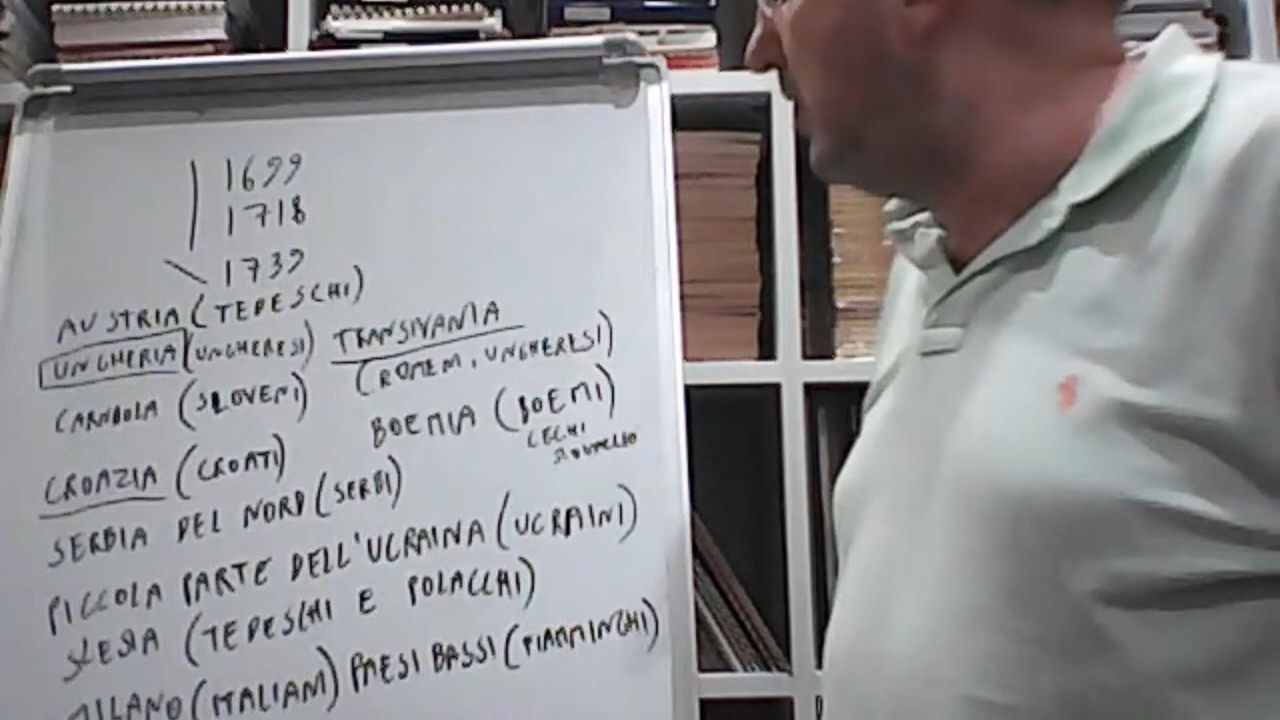 1699
1718
1739
AUSTRIA (TEDESCHI)
UNGHERIA (UNGHERESI) TRANSIVANIA
(ROMENI, UNGHERESI)
CARNIOLA (SLOVENI)
BOEMIA (BOEMI)
CECHI
CROAZIA (CROATI)
SERBIA DEL NORD (SERBI)
PICCOLA PARTE DELL'UCRAINA (UCRAINI)
SLESIA (TEDESCHI E POLACCHI)
MILANO (ITALIANI) PAESI BASSI (FIAMMINGHI)